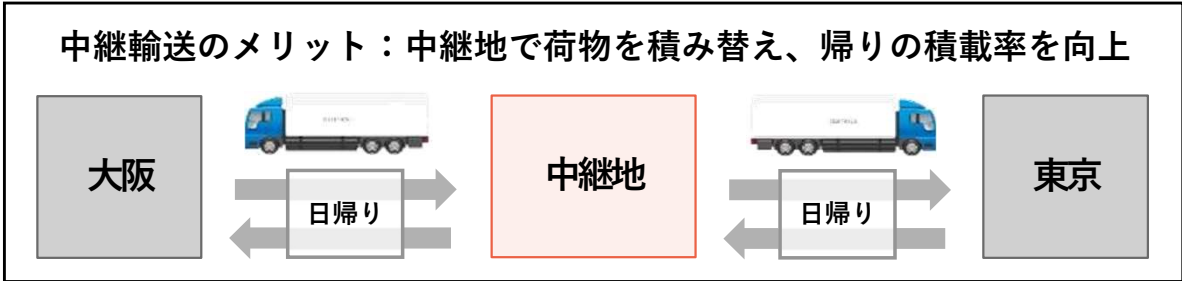 中継輸送のメリット：中継地で荷物を積み替え、帰りの積載率を向上
大阪
日帰り
中継地
日帰り
東京